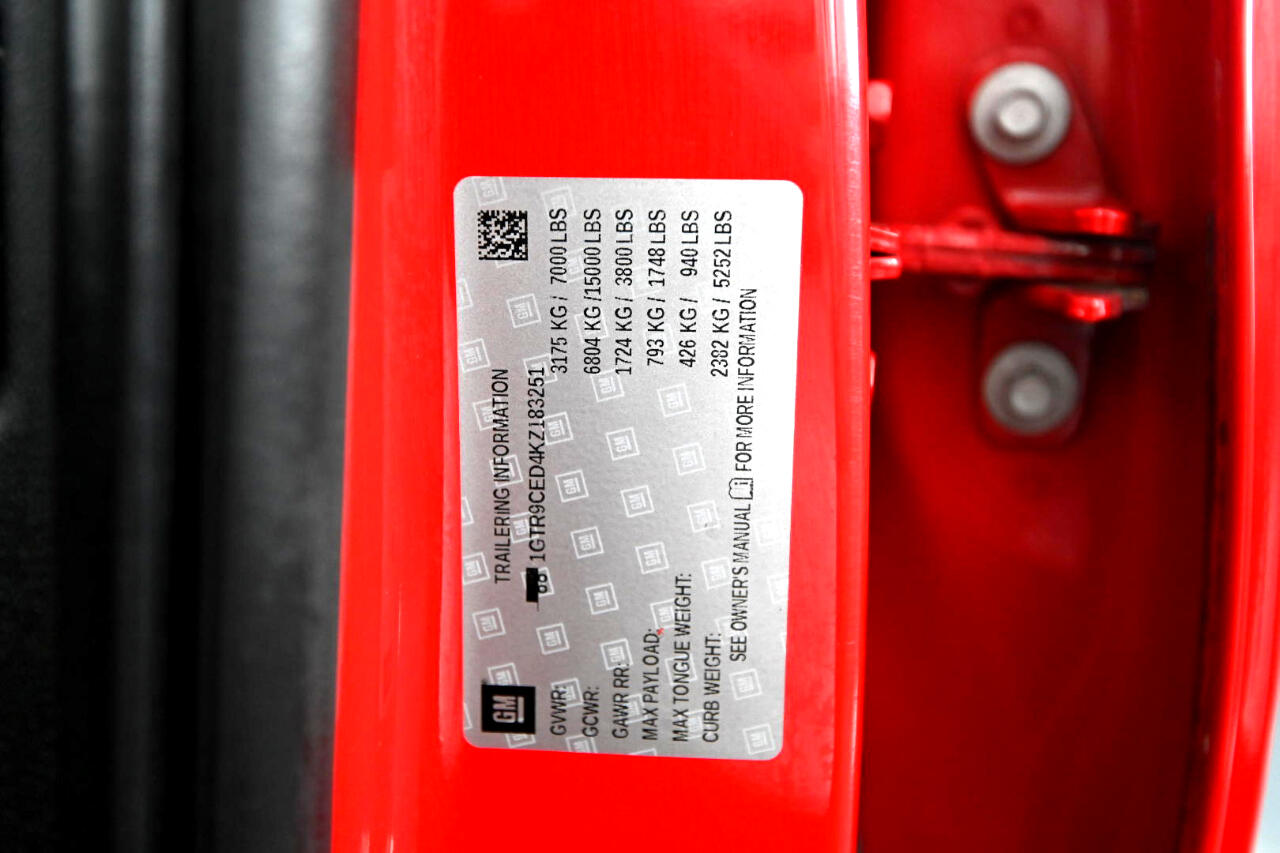 GM
TRAILERING INFORMATION
1GTR9CED4KZ183251
GVWR: 3175 KG / 7000 LBS
GCWR: 6804 KG / 15000 LBS
GAWR RR: 1724 KG / 3800 LBS
MAX PAYLOAD: 793 KG / 1748 LBS
MAX TONGUE WEIGHT: 426 KG / 940 LBS
CURB WEIGHT: 2382 KG / 5252 LBS
SEE OWNER'S MANUAL FOR MORE INFORMATION